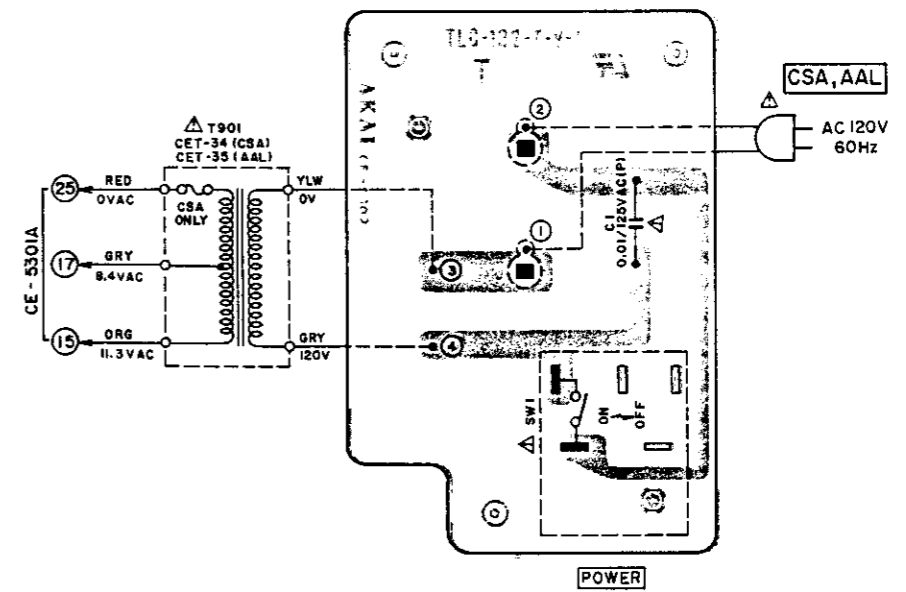 TLC-122-
AKAI
CSA, AAL
AC 120V
60Hz
T901
CET-34 (CSA)
CET-35 (AAL)
CE-5301A
25
RED
0VAC
CSA
ONLY
YLW
0V
17
GRY
8.4VAC
15
ORG
11.3VAC
GRY
120V
2
1
3
4
C1
0.01/125VAC(P)
SW1
ON
OFF
POWER